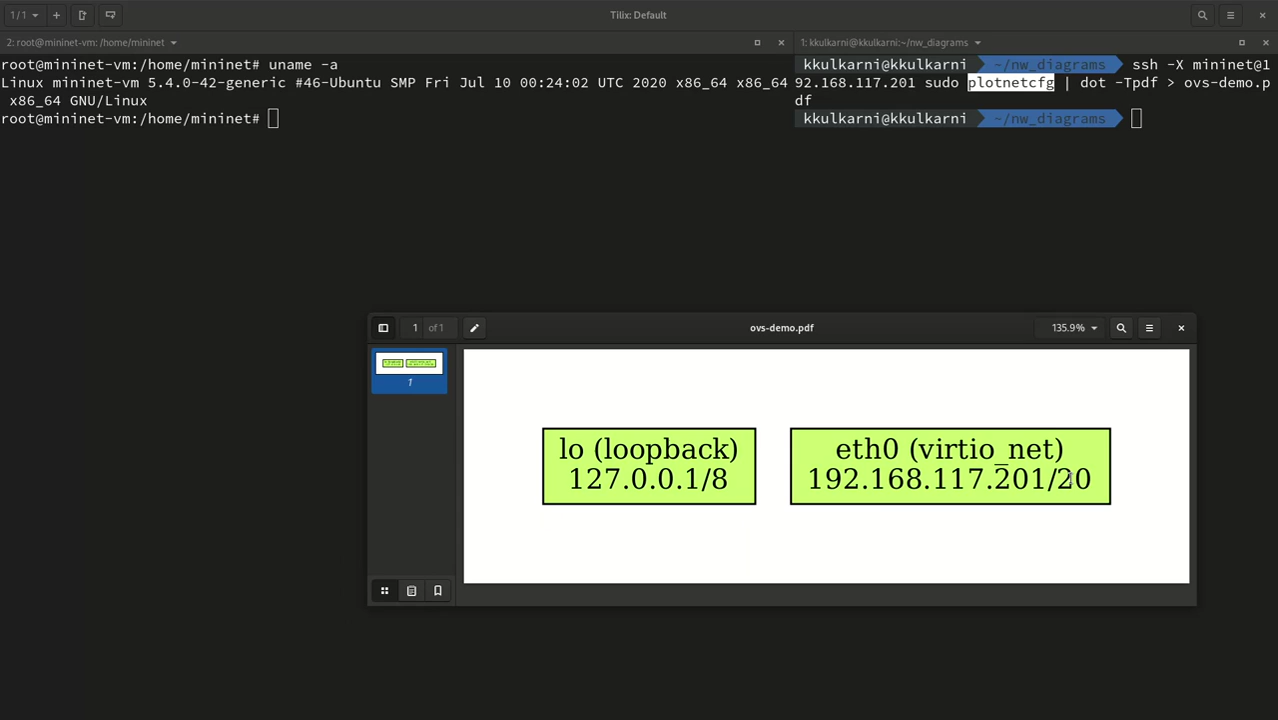 1/1
Tilix: Default
2: root@mininet-vm: /home/mininet
root@mininet-vm:/home/mininet# uname -a
Linux mininet-vm 5.4.0-42-generic #46-Ubuntu SMP Fri Jul 10 00:24:02 UTC 2020 x86_64 x86_64
x86_64 GNU/Linux
root@mininet-vm:/home/mininet#
1: kkulkarni@kkulkarni:~/nw_diagrams
kkulkarni@kkulkarni ~/nw_diagrams ssh -X mininet@1
92.168.117.201 sudo plotnetcfg | dot -Tpdf > ovs-demo.p
df
kkulkarni@kkulkarni ~/nw_diagrams
1 of 1
ovs-demo.pdf
135.9%
1
lo (loopback)
127.0.0.1/8
eth0 (virtio_net)
192.168.117.201/20